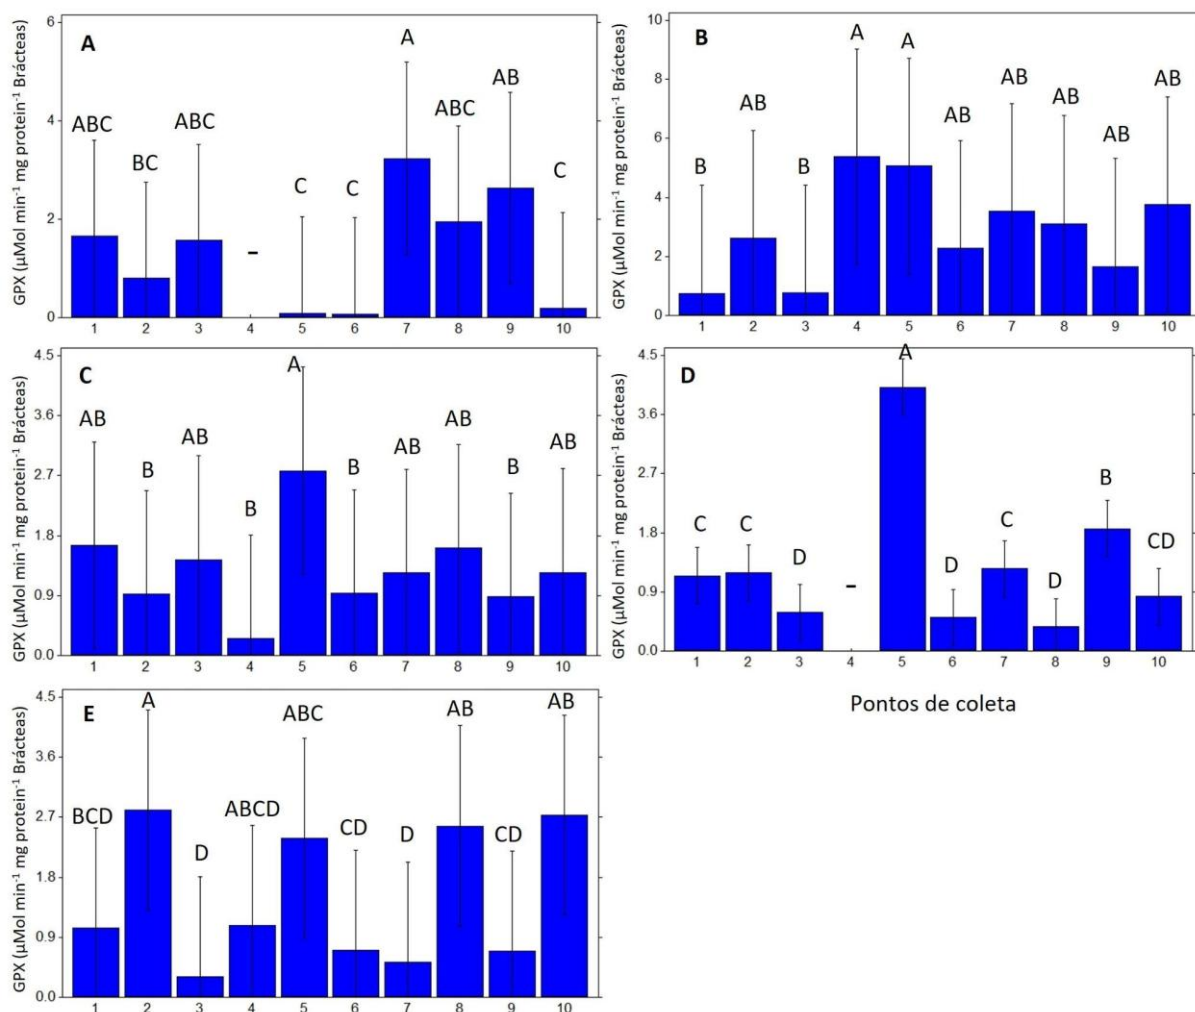 GPX (µMol min⁻¹ mg protein⁻¹ Brácteas)
A
6
4
2
0
ABC
BC
ABC
-
C
C
A
ABC
AB
C
1 2 3 4 5 6 7 8 9 10
GPX (µMol min⁻¹ mg protein⁻¹ Brácteas)
B
10
8
6
4
2
0
B
AB
B
A
A
AB
AB
AB
AB
AB
1 2 3 4 5 6 7 8 9 10
GPX (µMol min⁻¹ mg protein⁻¹ Brácteas)
C
4.5
3.6
2.7
1.8
0.9
0.0
AB
B
AB
B
A
B
AB
AB
B
AB
1 2 3 4 5 6 7 8 9 10
GPX (µMol min⁻¹ mg protein⁻¹ Brácteas)
D
4.5
3.6
2.7
1.8
0.9
0.0
C
C
D
-
A
D
C
D
B
CD
1 2 3 4 5 6 7 8 9 10
Pontos de coleta
GPX (µMol min⁻¹ mg protein⁻¹ Brácteas)
E
4.5
3.6
2.7
1.8
0.9
0.0
BCD
A
D
ABCD
ABC
CD
D
AB
CD
AB
1 2 3 4 5 6 7 8 9 10